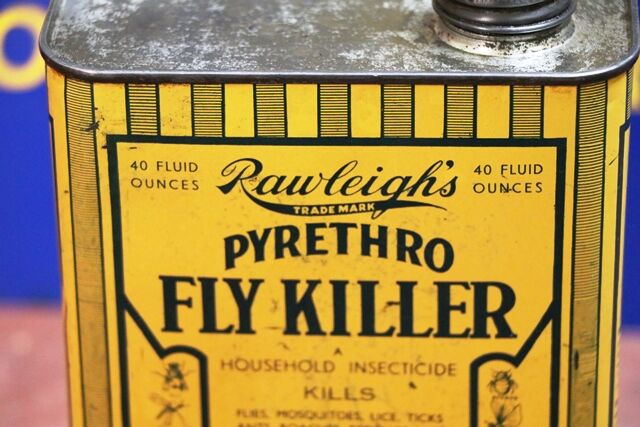 40 FLUID OUNCES
Rawleigh's
40 FLUID OUNCES
TRADE MARK
PYRETHRO
FLY KILLER
A
HOUSEHOLD INSECTICIDE
KILLS
FLIES, MOSQUITOES, LICE, TICKS